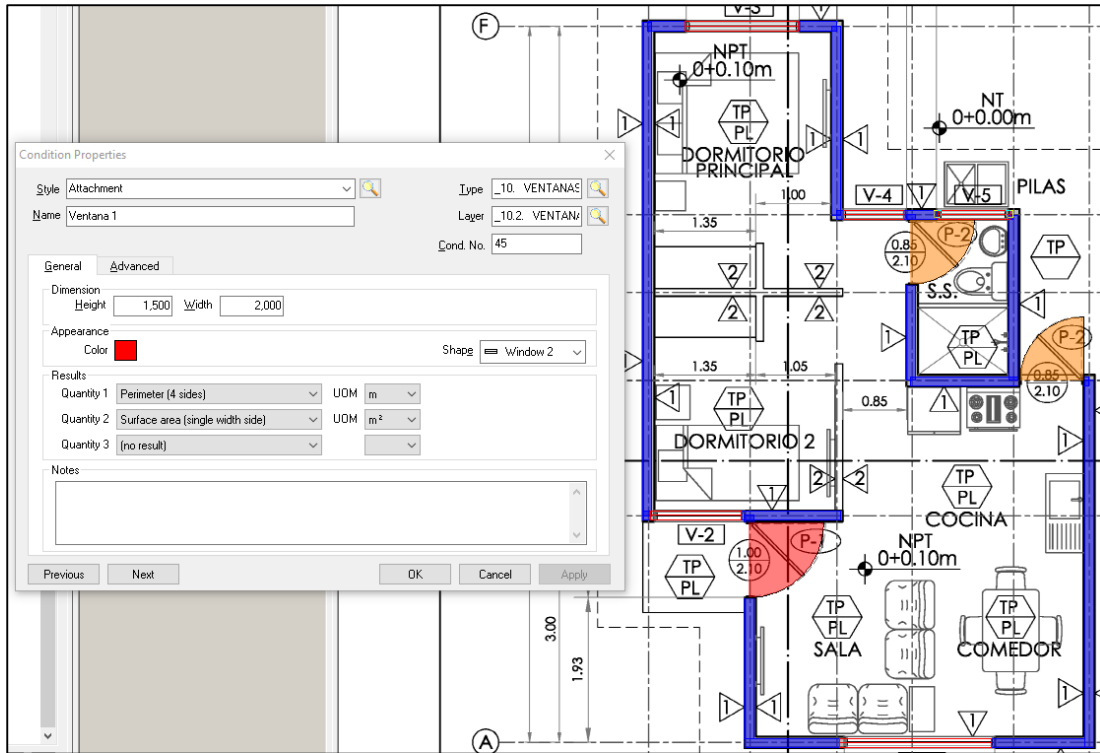 Condition Properties
Style Attachment
Type _10. VENTANAS
Name Ventana 1
Layer _10.2. VENTANA
Cond. No. 45
General Advanced
Dimension
Height 1,500 Width 2,000
Appearance
Color
Shape Window 2
Results
Quantity 1 Perimeter (4 sides) UOM m
Quantity 2 Surface area (single width side) UOM m²
Quantity 3 (no result)
Notes
Previous Next OK Cancel Apply
F
V-3
NPT
0+0.10m
NT
0+0.00m
1
1
1
1
TP
PL
DORMITORIO
PRINCIPAL
1.00
V-4
1
V-5
PILAS
1.35
0.85
2.10
P-2
TP
2
2
2
2
S.S.
1
1
TP
PL
P-2
1.35
1.05
0.85
2.10
1
TP
PL
0.85
1
DORMITORIO 2
1
2
2
1
TP
PL
COCINA
V-2
1.00
2.10
P-1
NPT
0+0.10m
TP
PL
3.00
1.93
TP
PL
SALA
TP
PL
COMEDOR
1
1
1
1
A